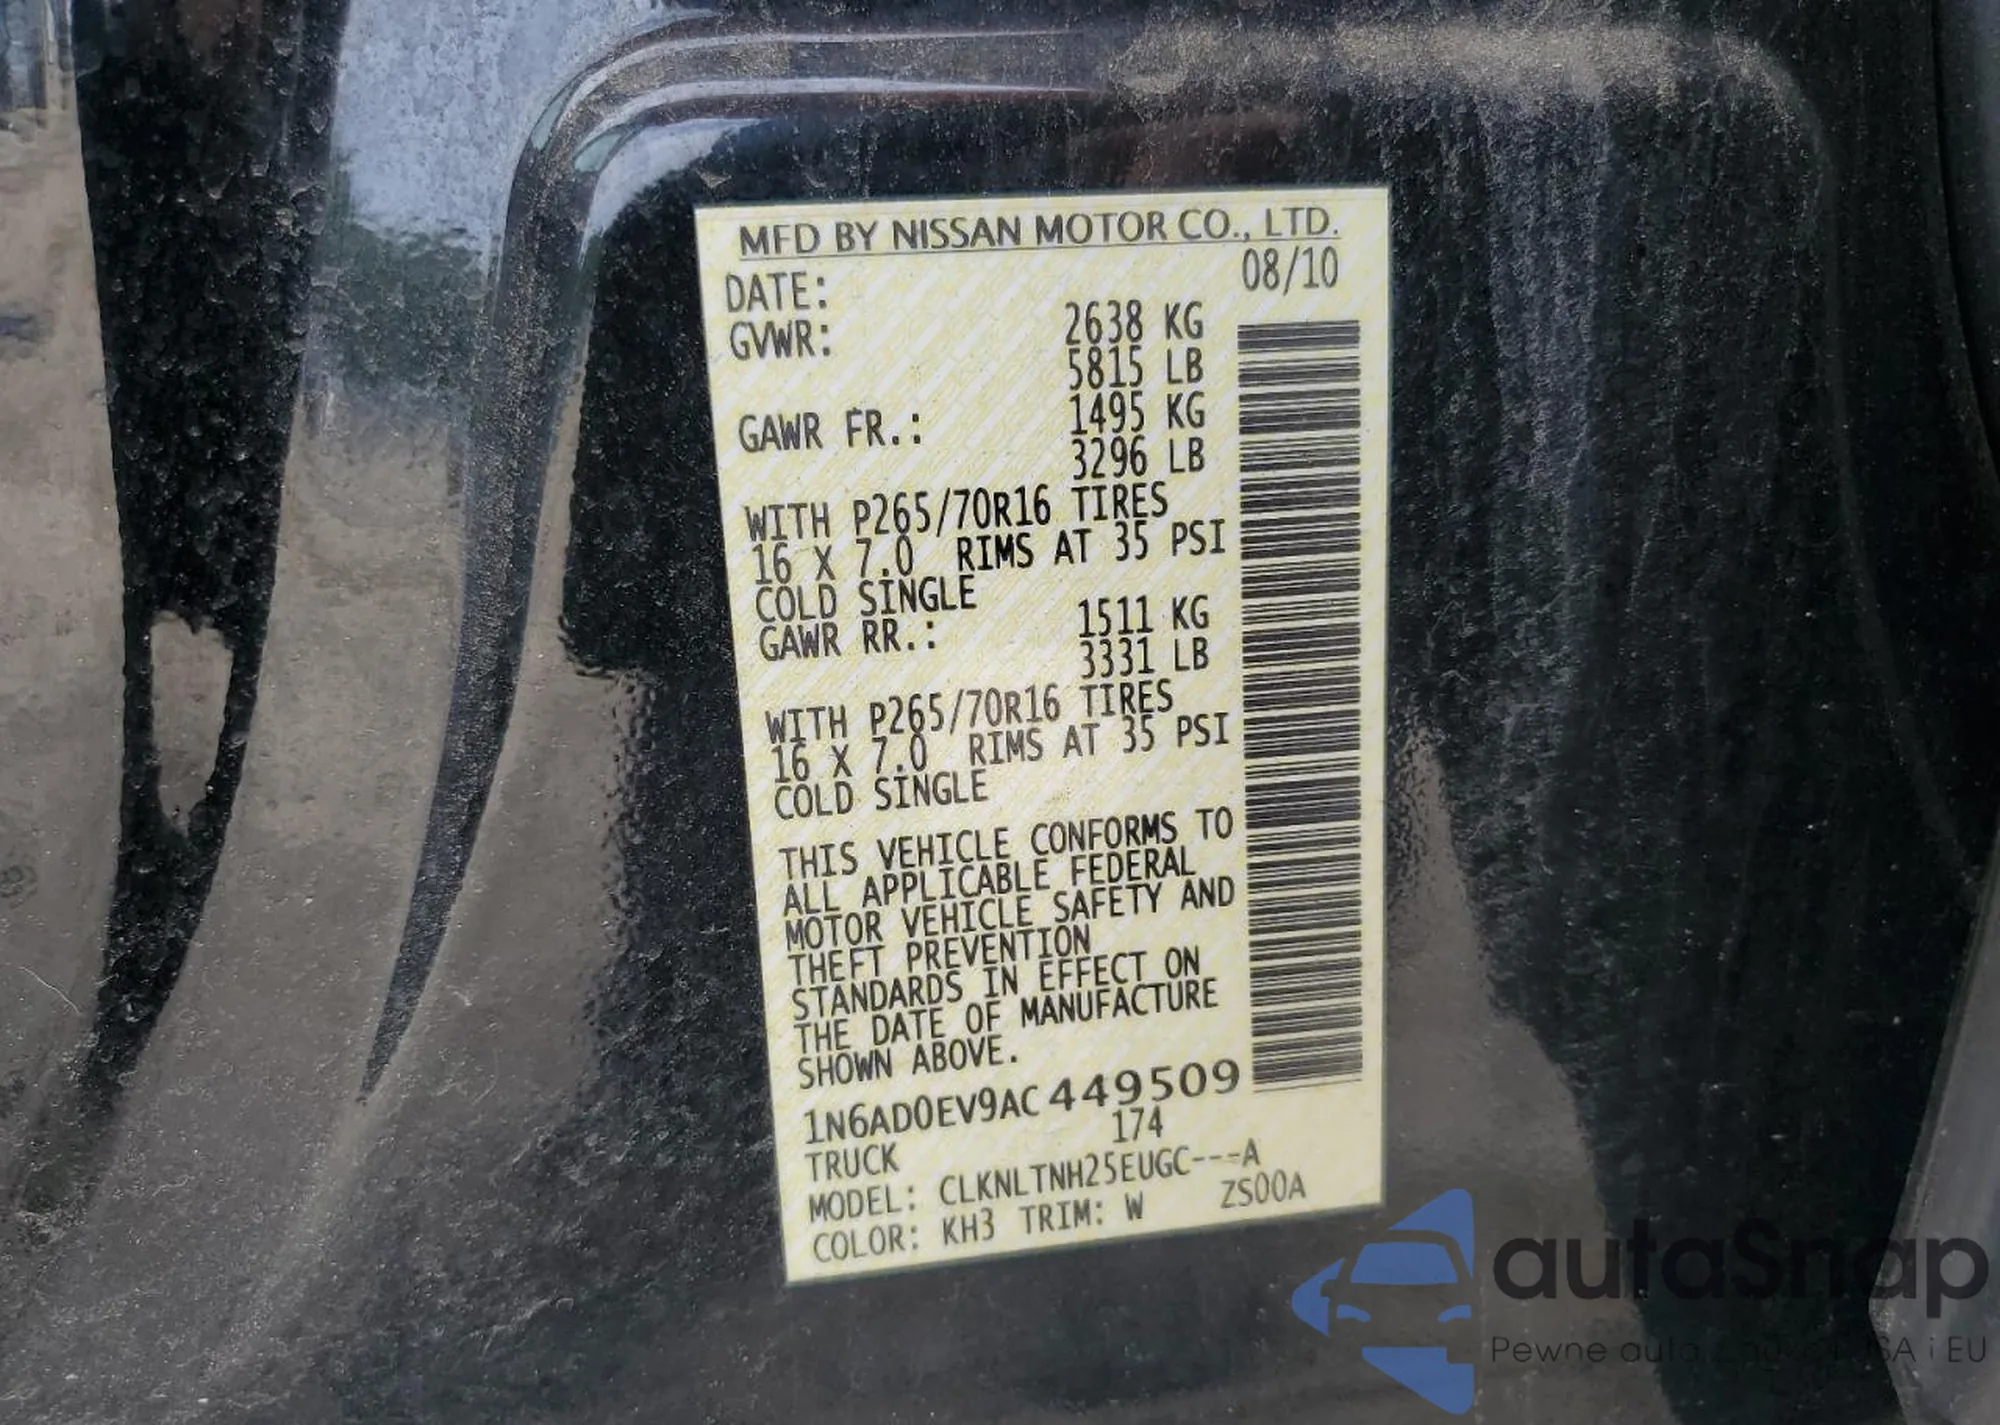 MFD BY NISSAN MOTOR CO., LTD.
DATE: 08/10
GVWR: 2638 KG
5815 LB
GAWR FR.: 1495 KG
3296 LB
WITH P265/70R16 TIRES
16 X 7.0 RIMS AT 35 PSI
COLD SINGLE
GAWR RR.: 1511 KG
3331 LB
WITH P265/70R16 TIRES
16 X 7.0 RIMS AT 35 PSI
COLD SINGLE
THIS VEHICLE CONFORMS TO
ALL APPLICABLE FEDERAL
MOTOR VEHICLE SAFETY AND
THEFT PREVENTION
STANDARDS IN EFFECT ON
THE DATE OF MANUFACTURE
SHOWN ABOVE.
1N6AD0EV9AC449509
TRUCK 174
MODEL: CLKNLTNH25EUGC---A
COLOR: KH3 TRIM: W ZS00A
autaSnap
Pewne auta i EU